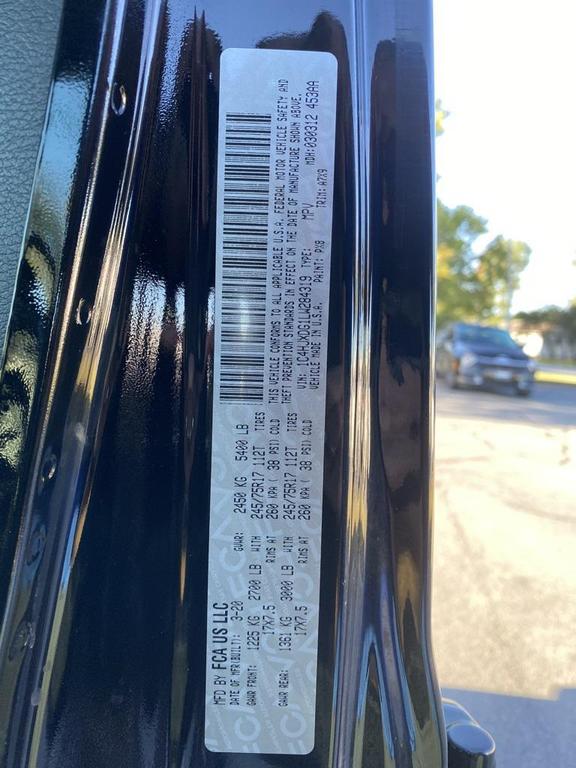 MFD BY FCA US LLC
DATE OF MFR(BUILT): 3-20 GVWR: 2450 KG 5400 LB
GAWR FRONT: 1225 KG 2700 LB WITH 245/75R17 112T TIRES
17X7.5 RIMS AT 260 KPA ( 38 PSI) COLD
GAWR REAR: 1361 KG 3000 LB WITH 245/75R17 112T TIRES
17X7.5 RIMS AT 260 KPA ( 38 PSI) COLD
THIS VEHICLE CONFORMS TO ALL APPLICABLE U.S.A. FEDERAL MOTOR VEHICLE SAFETY AND
THEFT PREVENTION STANDARDS IN EFFECT ON THE DATE OF MANUFACTURE SHOWN ABOVE.
VIN: 1C4HJXDG1LW284319 TYPE: MPV MDH:030312 453AA
VEHICLE MADE IN U.S.A. PAINT: PX8 TRIM: A7X9